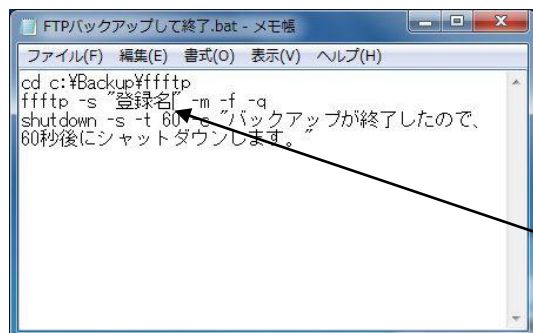 FTPバックアップして終了.bat - メモ帳
ファイル(F) 編集(E) 書式(O) 表示(V) ヘルプ(H)
cd c:¥Backup¥ffftp
ffftp -s "登録名" -m -f -q
shutdown -s -t 60 -c "バックアップが終了したので、
60秒後にシャットダウンします。"